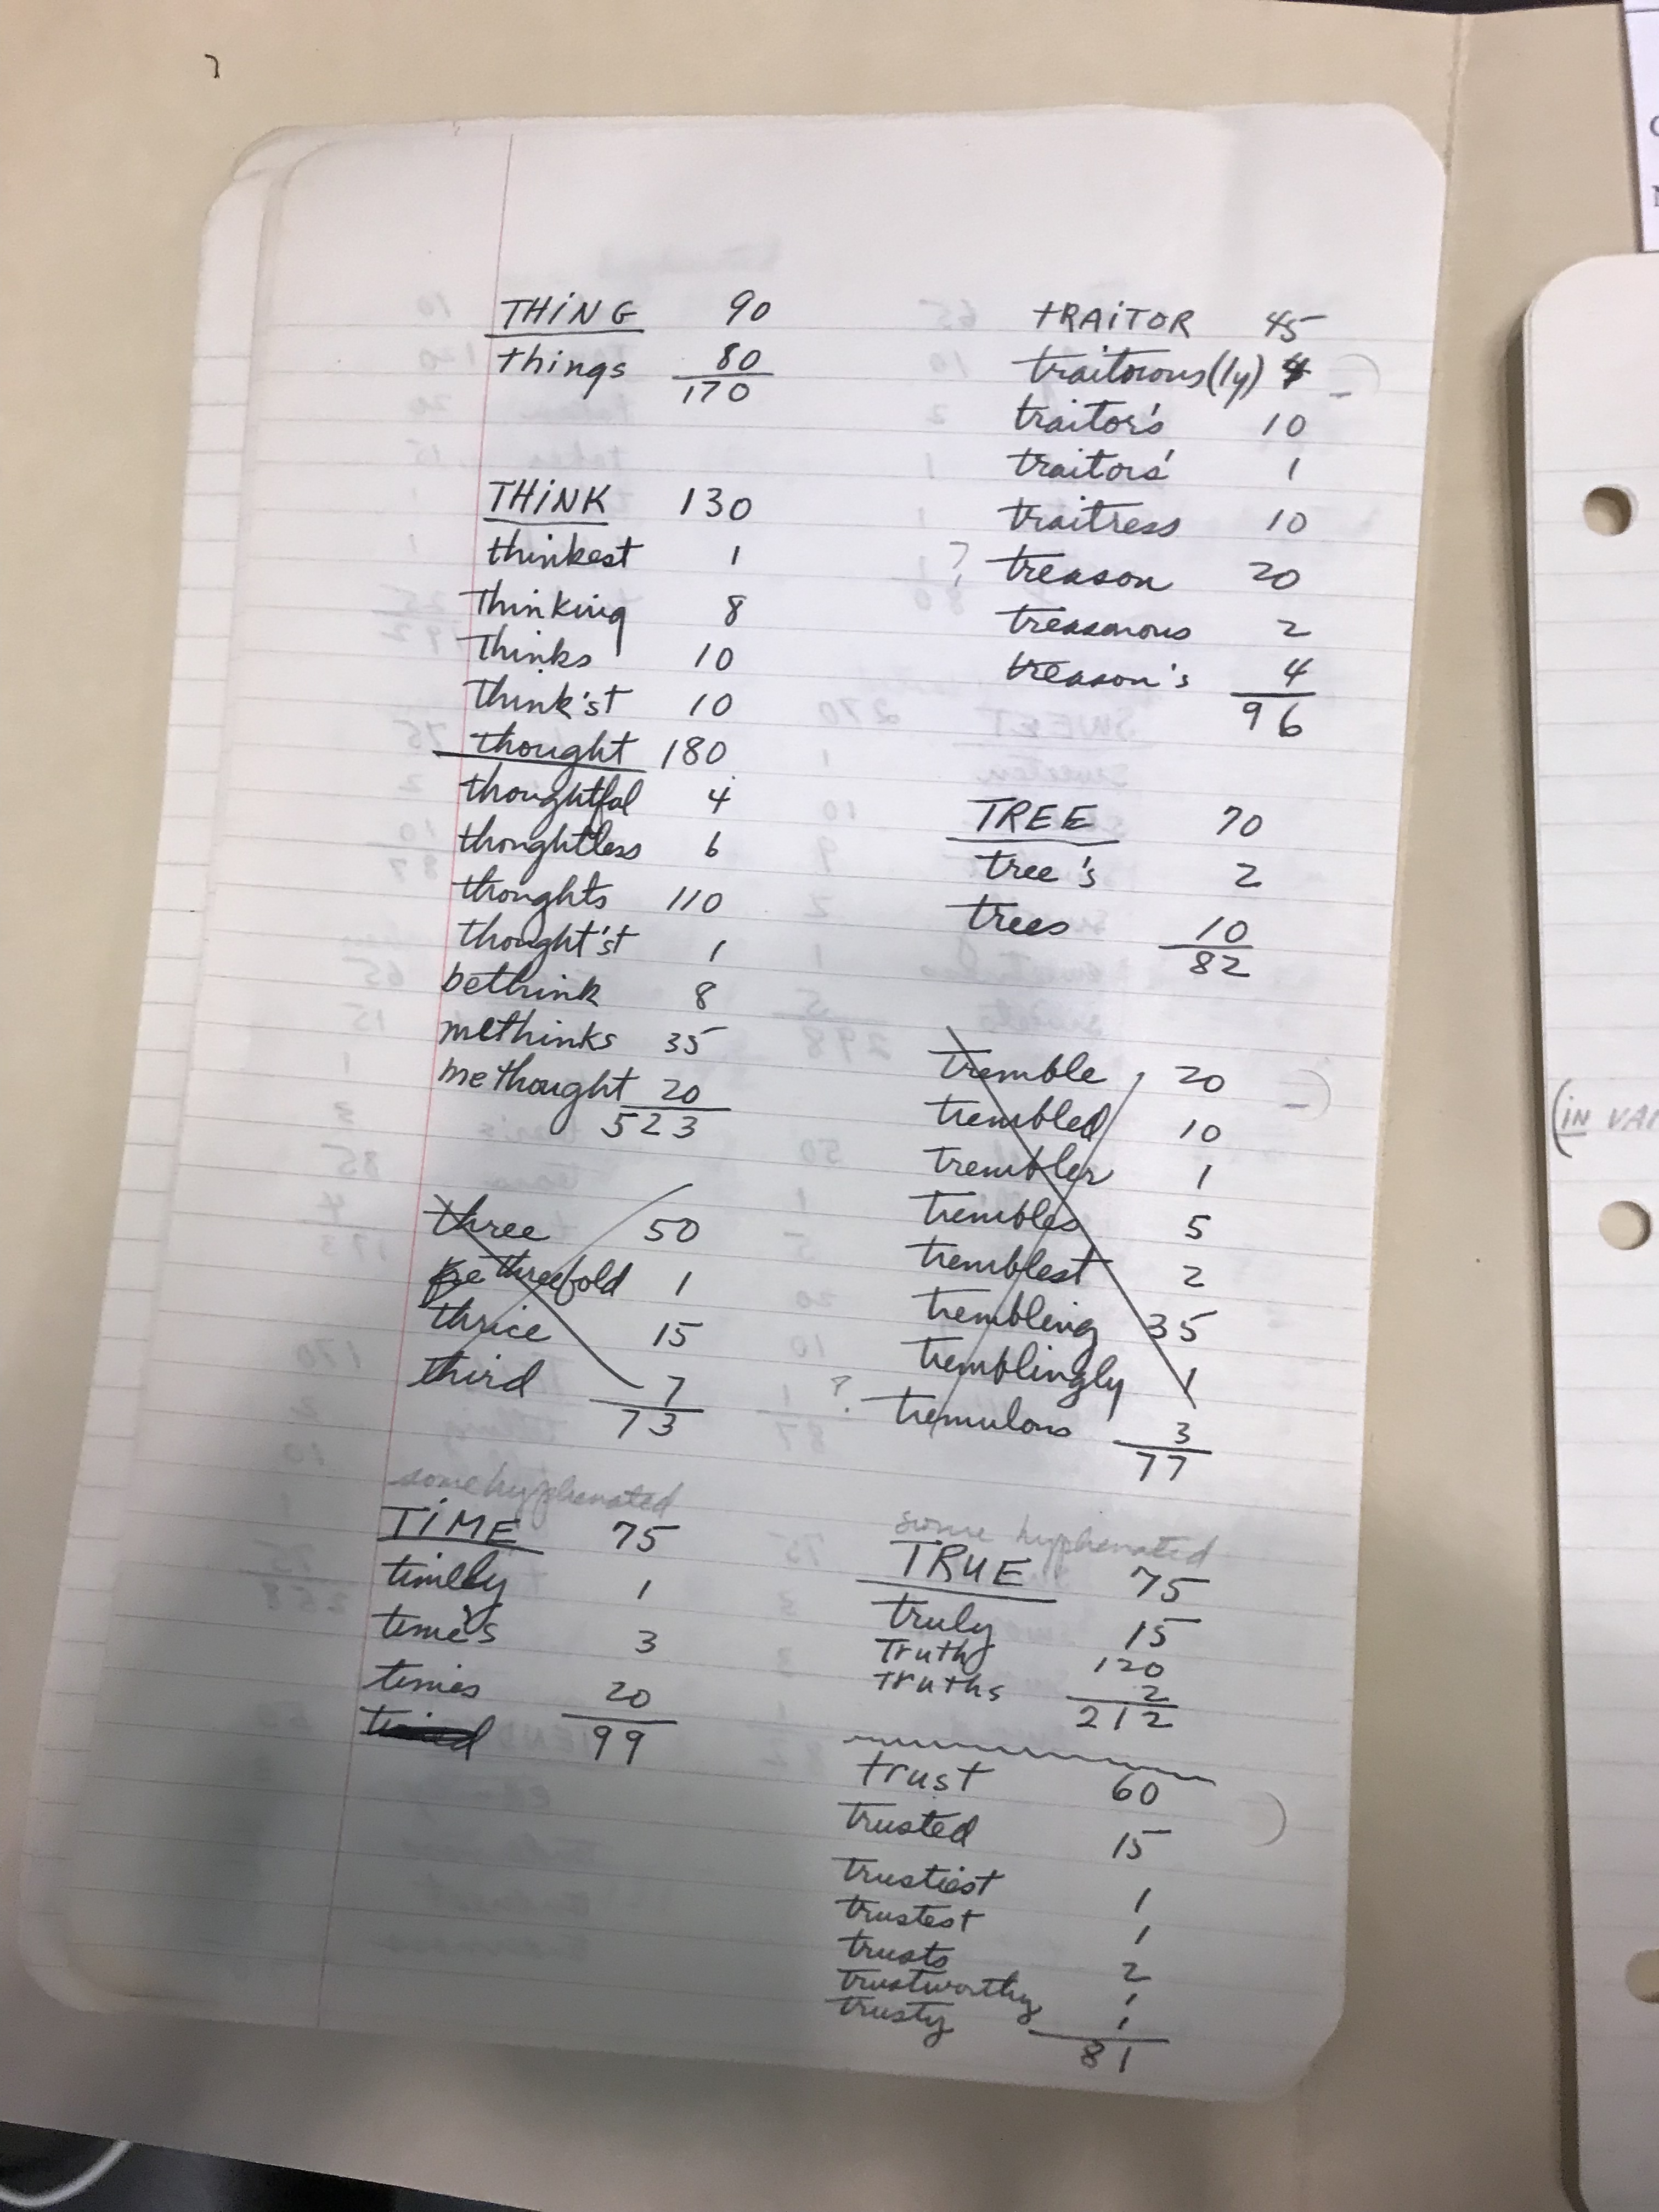 THING 90
things 80
170
THINK 130
thinkest 1
Thinking 8
Thinks 10
Think'st 10
thought 180
thoughtful 4
thoughtless 6
thoughts 110
thought'st 1
bethink 8
methinks 35
methought 20
523
three 50
threefold 1
thrice 15
third 7
73
some hyphenated
TIME 75
timely 1
time's 3
times 20
99
TRAITOR 45
traitorous(ly) 4
traitor's 10
traitors' 1
traitress 10
? treason 20
treasonous 2
treason's 4
96
TREE 70
tree's 2
trees 10
82
tremble 20
trembled 10
trembler 1
trembles 5
tremblest 2
trembling 35
tremblingly 1
? tremulous 3
77
some hyphenated
TRUE 75
truly 15
Truth 120
truths 2
212
trust 60
trusted 15
trustiest 1
trustest 1
trusts 2
trustworthy 1
trusty 1
81
(IN